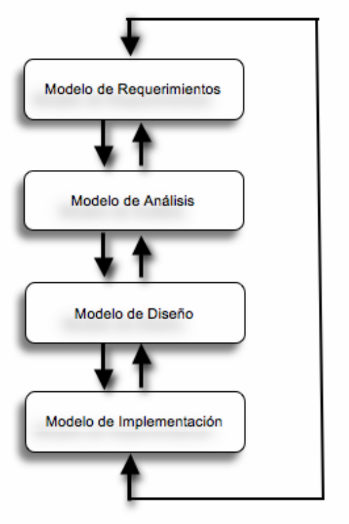 Modelo de Requerimientos
Modelo de Análisis
Modelo de Diseño
Modelo de Implementación